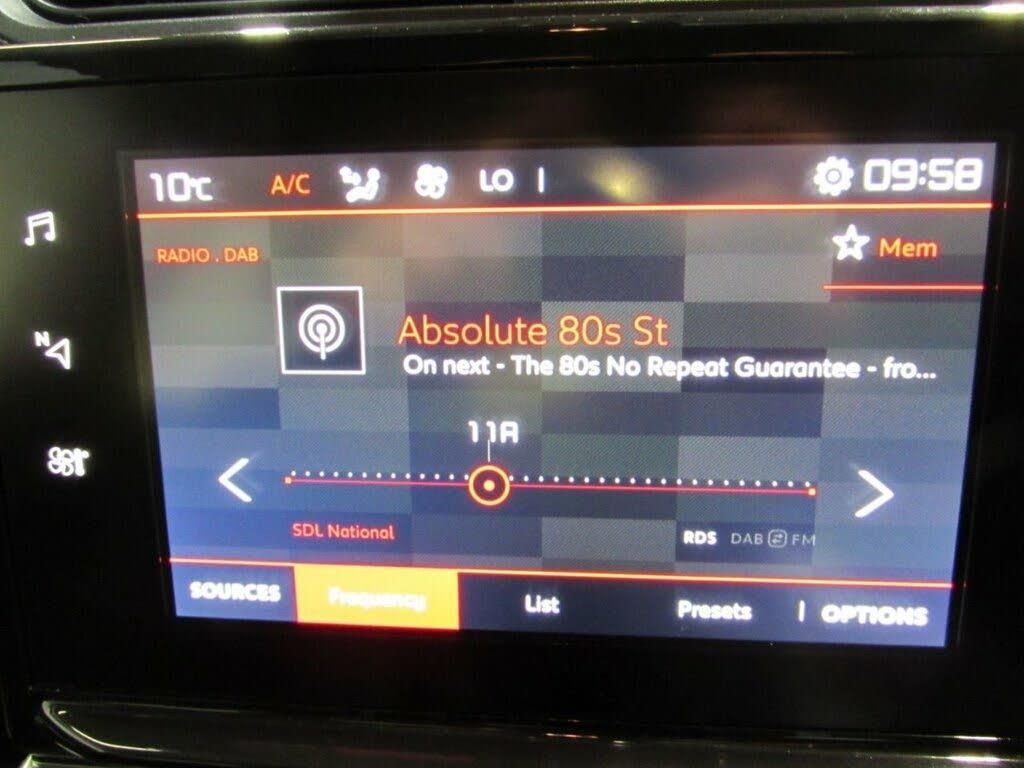 10°C A/C LO 09:58
RADIO . DAB
Mem
Absolute 80s St
On next - The 80s No Repeat Guarantee - fro...
11A
N
SDL National
RDS DAB FM
SOURCES Frequency List Presets OPTIONS